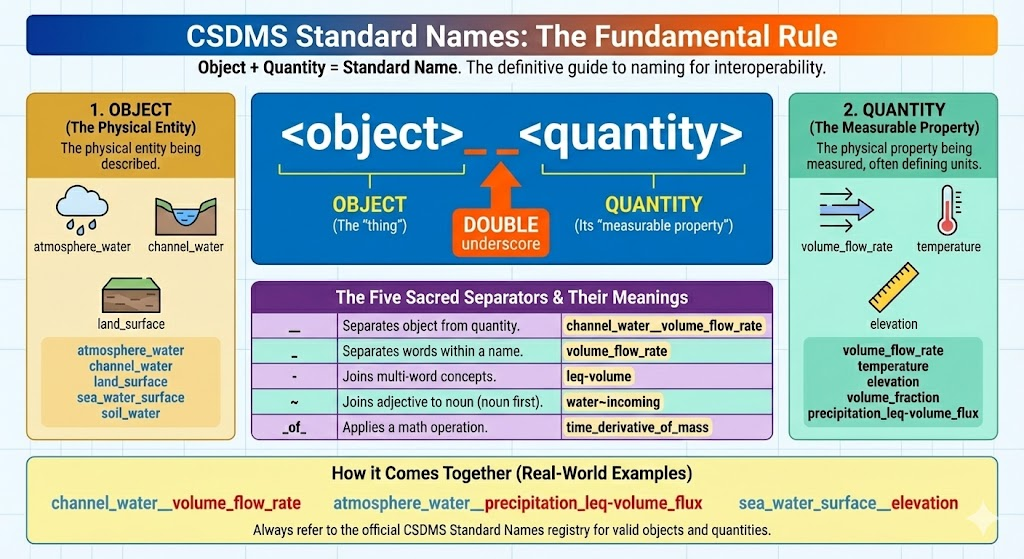 CSDMS Standard Names: The Fundamental Rule
Object + Quantity = Standard Name. The definitive guide to naming for interoperability.
1. OBJECT
(The Physical Entity)
The physical entity being
described.
atmosphere_water
channel_water
land_surface
atmosphere_water
channel_water
land_surface
sea_water_surface
soil_water
<object>__<quantity>
OBJECT
(The “thing”)
DOUBLE
underscore
QUANTITY
(Its “measurable property”)
The Five Sacred Separators & Their Meanings
__ Separates object from quantity. channel_water__volume_flow_rate
_ Separates words within a name. volume_flow_rate
- Joins multi-word concepts. leq-volume
~ Joins adjective to noun (noun first). water~incoming
_of_ Applies a math operation. time_derivative_of_mass
2. QUANTITY
(The Measurable Property)
The physical property being
measured, often defining units.
volume_flow_rate
temperature
elevation
volume_flow_rate
temperature
elevation
volume_fraction
precipitation_leq-volume_flux
How it Comes Together (Real-World Examples)
channel_water__volume_flow_rate atmosphere_water__precipitation_leq-volume_flux sea_water_surface__elevation
Always refer to the official CSDMS Standard Names registry for valid objects and quantities.